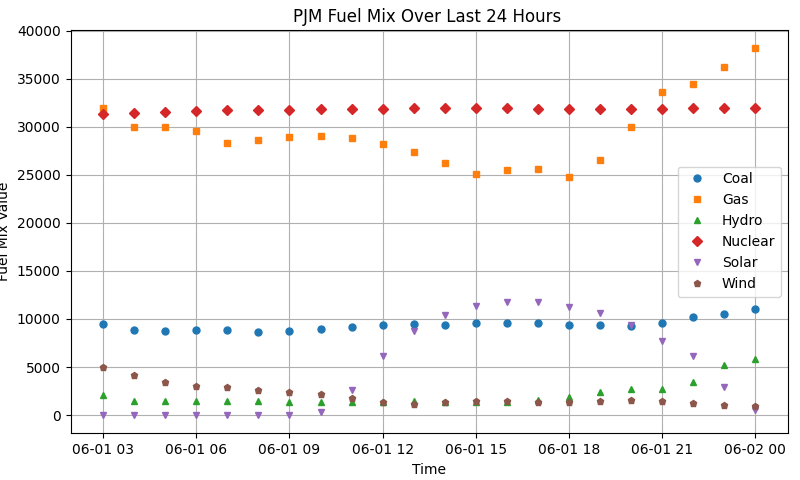 PJM Fuel Mix Over Last 24 Hours
40000
35000
30000
25000
20000
15000
10000
5000
0
Fuel Mix Value
Coal
Gas
Hydro
Nuclear
Solar
Wind
06-01 03 06-01 06 06-01 09 06-01 12 06-01 15 06-01 18 06-01 21 06-02 00
Time